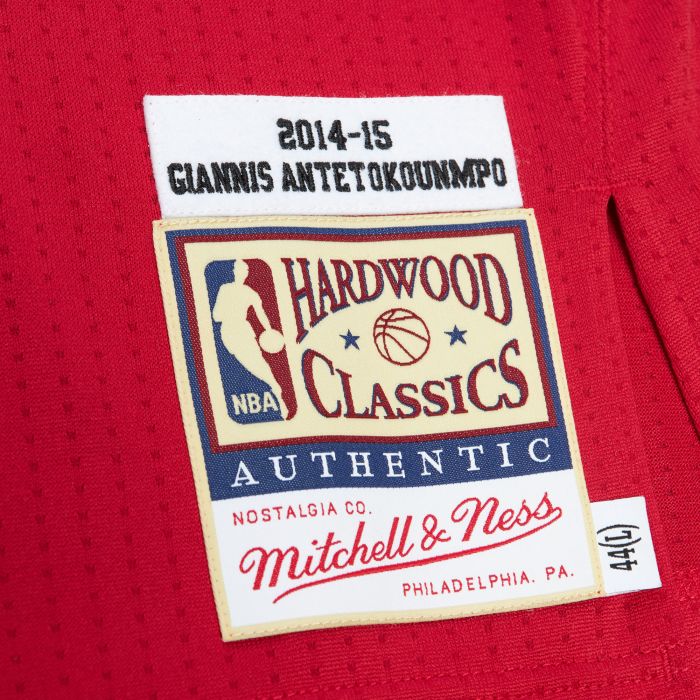 2014-15
GIANNIS ANTETOKOUNMPO
HARDWOOD
CLASSICS
NBA
AUTHENTIC
NOSTALGIA CO.
Mitchell & Ness
PHILADELPHIA. PA.
44(L)